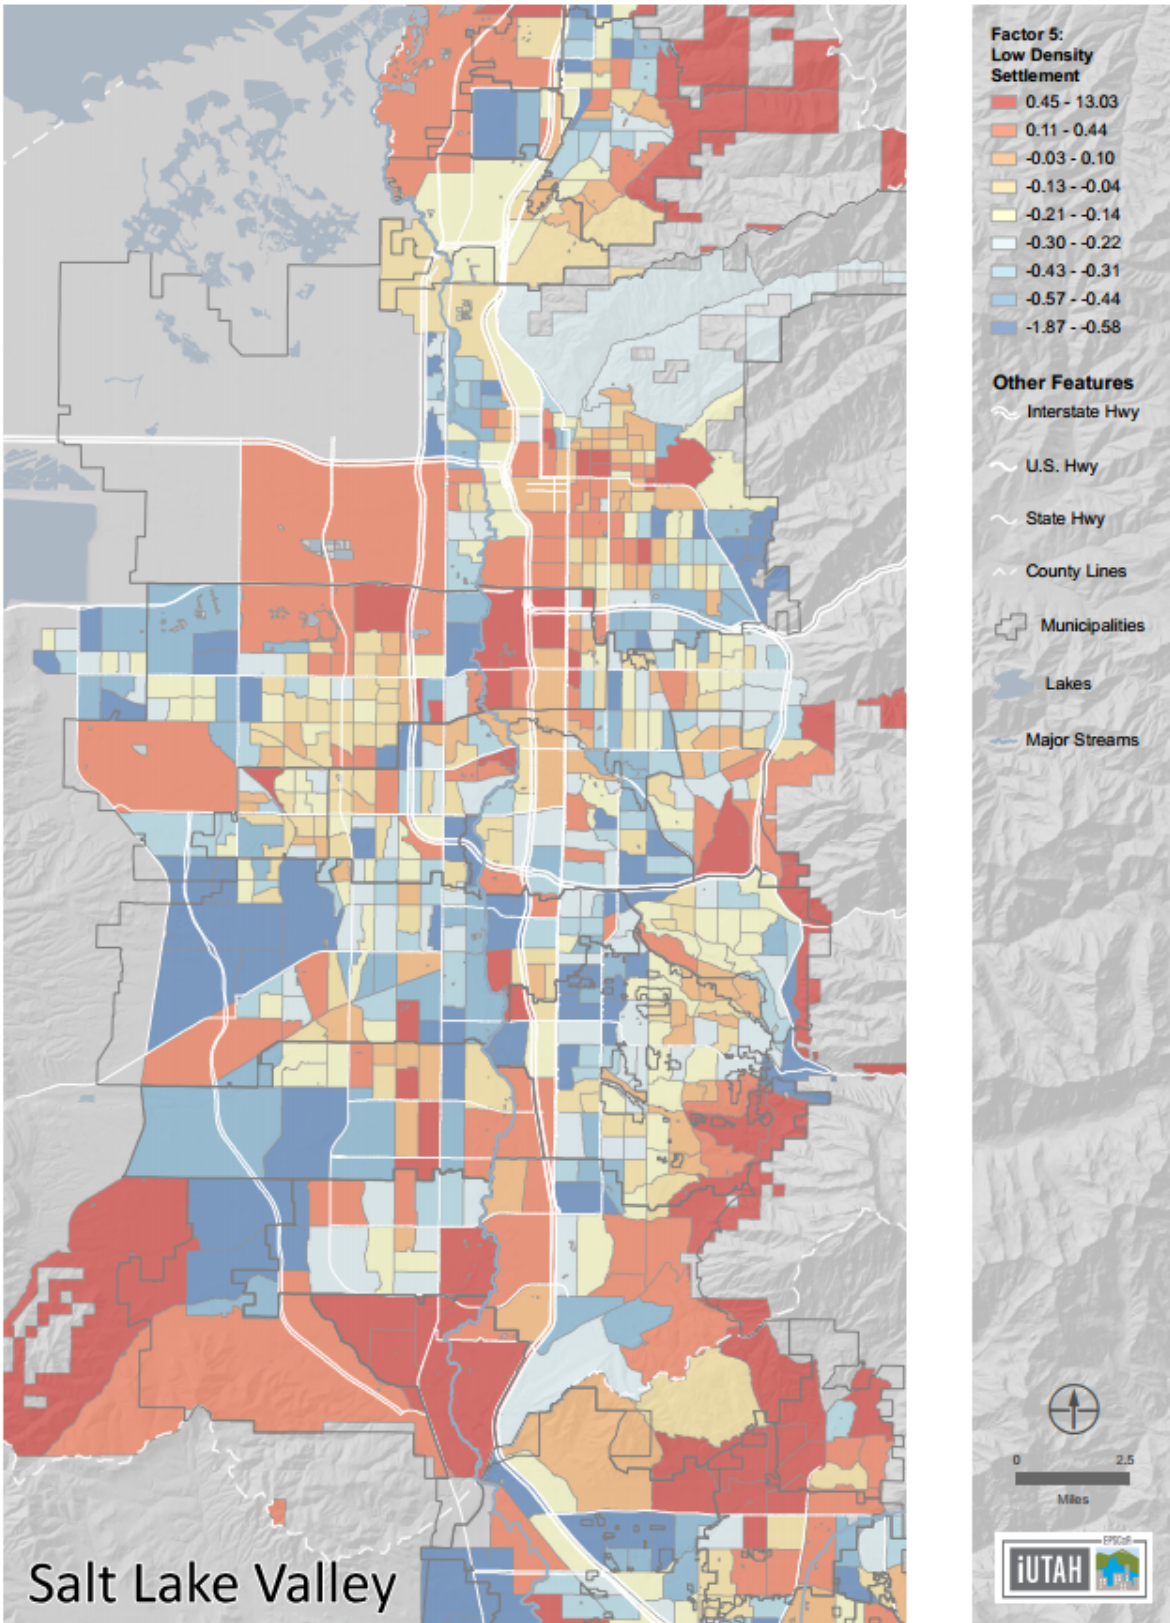 Factor 5:
Low Density
Settlement
0.45 - 13.03
0.11 - 0.44
-0.03 - 0.10
-0.13 - -0.04
-0.21 - -0.14
-0.30 - -0.22
-0.43 - -0.31
-0.57 - -0.44
-1.87 - -0.58
Other Features
Interstate Hwy
U.S. Hwy
State Hwy
County Lines
Municipalities
Lakes
Major Streams
0 2.5
Miles
EPSCoR
iUTAH
Salt Lake Valley